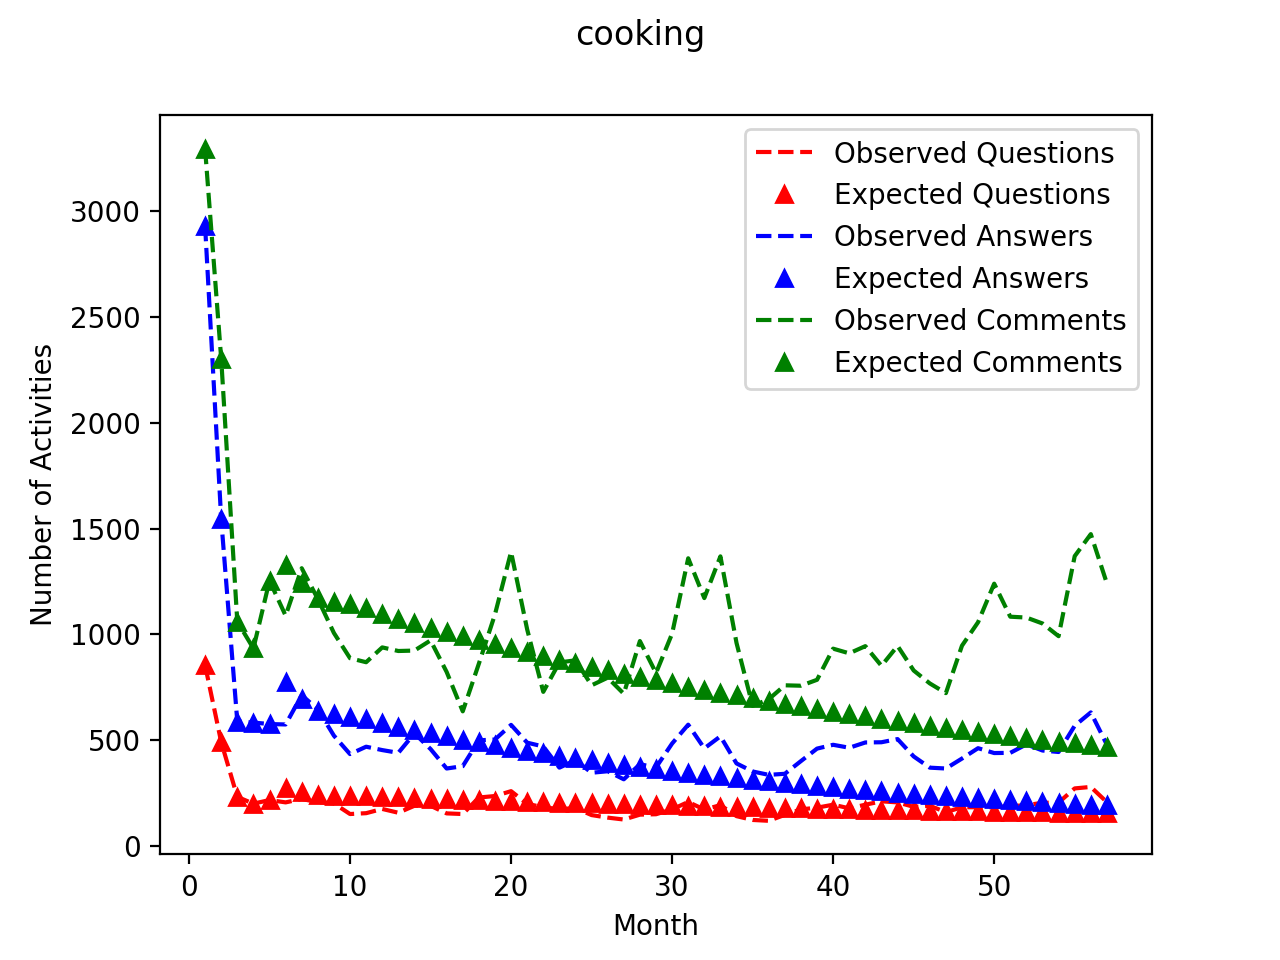 cooking
Number of Activities
3000
2500
2000
1500
1000
500
0
0 10 20 30 40 50
Month
Observed Questions
Expected Questions
Observed Answers
Expected Answers
Observed Comments
Expected Comments